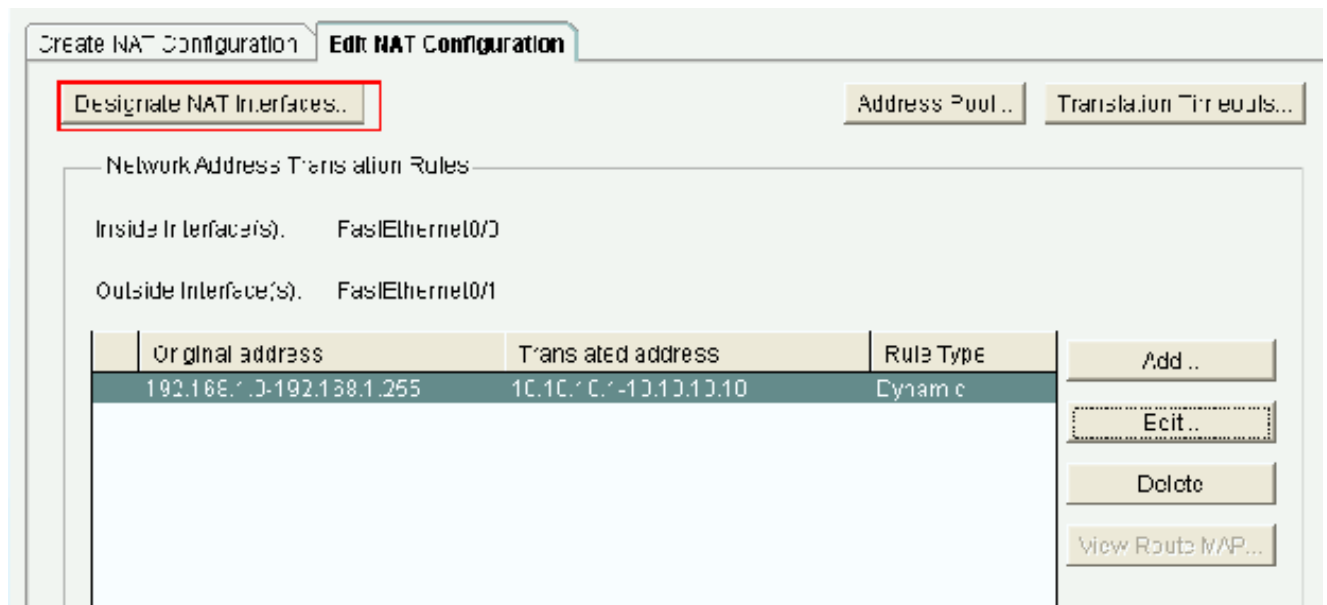 Create NAT Configuration Edit NAT Configuration
Designate NAT Interfaces.. Address Pool .. Translation Timeouts...
Network Address Translation Rules
Inside Interface(s): FastEthernet0/0
Outside Interface(s): FastEthernet0/1
Original address Translated address Rule Type
192.168.1.0-192.168.1.255 10.10.10.1-10.10.10.10 Dynamic
Add ..
Edit ..
Delete
View Route MAP...